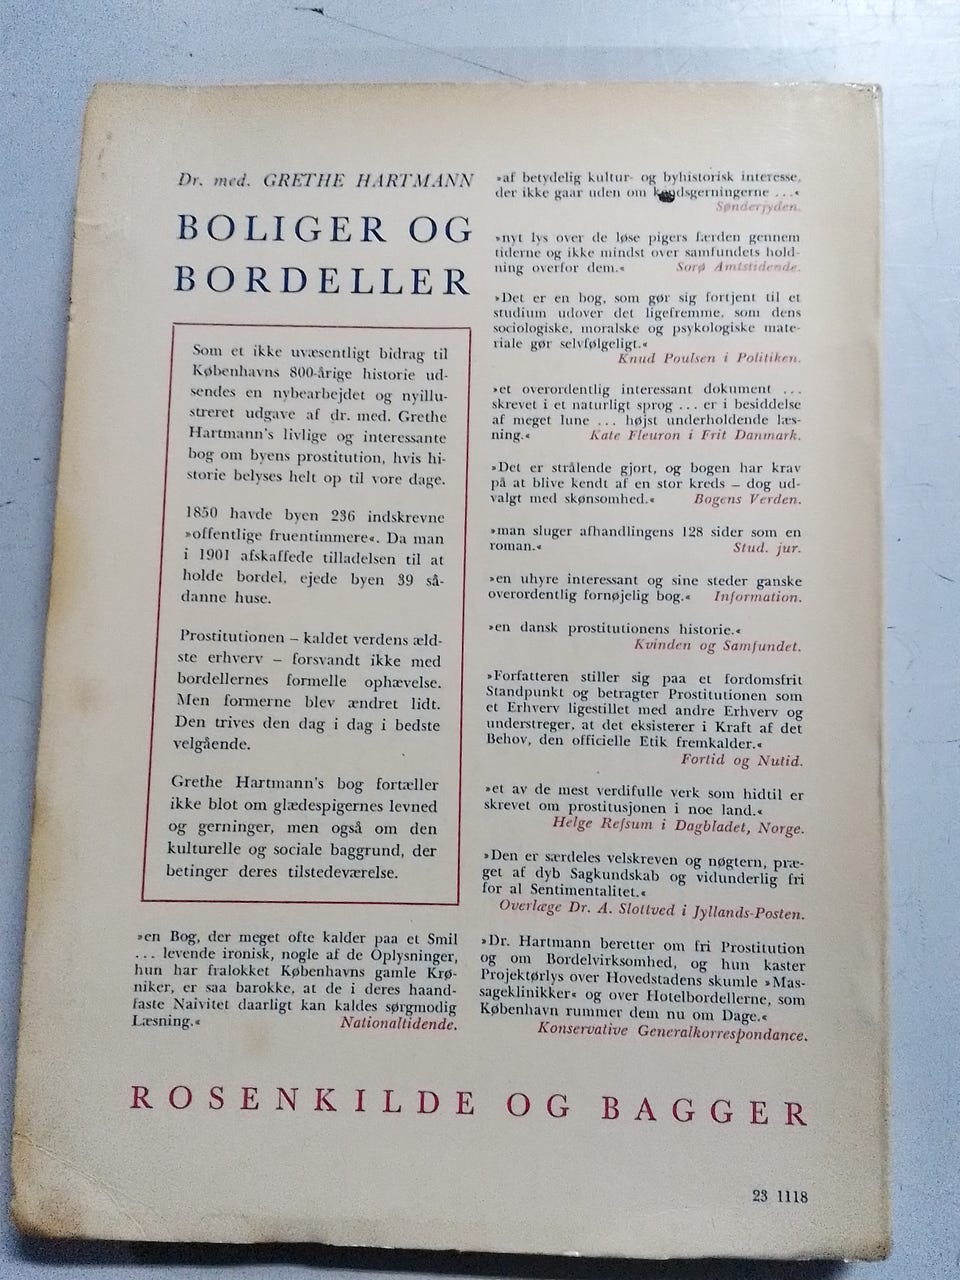 Dr. med. GRETHE HARTMANN
BOLIGER OG
BORDELLER
Som et ikke uvæsentligt bidrag til
Københavns 800-årige historie ud-
sendes en nybearbejdet og nyillu-
streret udgave af dr. med. Grethe
Hartmann's livlige og interessante
bog om byens prostitution, hvis hi-
storie belyses helt op til vore dage.
1850 havde byen 236 indskrevne
»offentlige fruentimmere«. Da man
i 1901 afskaffede tilladelsen til at
holde bordel, ejede byen 39 så-
danne huse.
Prostitutionen – kaldet verdens æld-
ste erhverv – forsvandt ikke med
bordellernes formelle ophævelse.
Men formerne blev ændret lidt.
Den trives den dag i dag i bedste
velgående.
Grethe Hartmann's bog fortæller
ikke blot om glædespigernes levned
og gerninger, men også om den
kulturelle og sociale baggrund, der
betinger deres tilstedeværelse.
»en Bog, der meget ofte kalder paa et Smil
... levende ironisk, nogle af de Oplysninger,
hun har fralokket Københavns gamle Krø-
niker, er saa barokke, at de i deres haand-
faste Naivitet daarligt kan kaldes sørgmodig
Læsning.« Nationaltidende.
»af betydelig kultur- og byhistorisk interesse,
der ikke gaar uden om kendsgerningerne ...«
Sønderjyden.
»nyt lys over de løse pigers færden gennem
tiderne og ikke mindst over samfundets hold-
ning overfor dem.« Sorø Amtstidende.
»Det er en bog, som gør sig fortjent til et
studium udover det ligefremme, som dens
sociologiske, moralske og psykologiske mate-
riale gør selvfølgeligt.«
Knud Poulsen i Politiken.
»et overordentlig interessant dokument ...
skrevet i et naturligt sprog ... er i besiddelse
af meget lune ... højst underholdende læs-
ning.« Kate Fleuron i Frit Danmark.
»Det er strålende gjort, og bogen har krav
på at blive kendt af en stor kreds – dog ud-
valgt med skønsomhed.« Bogens Verden.
»man sluger afhandlingens 128 sider som en
roman.« Stud. jur.
»en uhyre interessant og sine steder ganske
overordentlig fornøjelig bog.« Information.
»en dansk prostitutionens historie.«
Kvinden og Samfundet.
»Forfatteren stiller sig paa et fordomsfrit
Standpunkt og betragter Prostitutionen som
et Erhverv ligestillet med andre Erhverv og
understreger, at det eksisterer i Kraft af det
Behov, den officielle Etik fremkalder.«
Fortid og Nutid.
»et av de mest verdifulle verk som hidtil er
skrevet om prostitusjonen i noe land.«
Helge Refsum i Dagbladet, Norge.
»Den er særdeles velskreven og nøgtern, præ-
get af dyb Sagkundskab og vidunderlig fri
for al Sentimentalitet.«
Overlæge Dr. A. Slottved i Jyllands-Posten.
»Dr. Hartmann beretter om fri Prostitution
og om Bordelvirksomhed, og hun kaster
Projektørlys over Hovedstadens skumle »Mas-
sageklinikker« og over Hotelbordellerne, som
København rummer dem nu om Dage.«
Konservative Generalkorrespondance.
ROSENKILDE OG BAGGER
23 1118